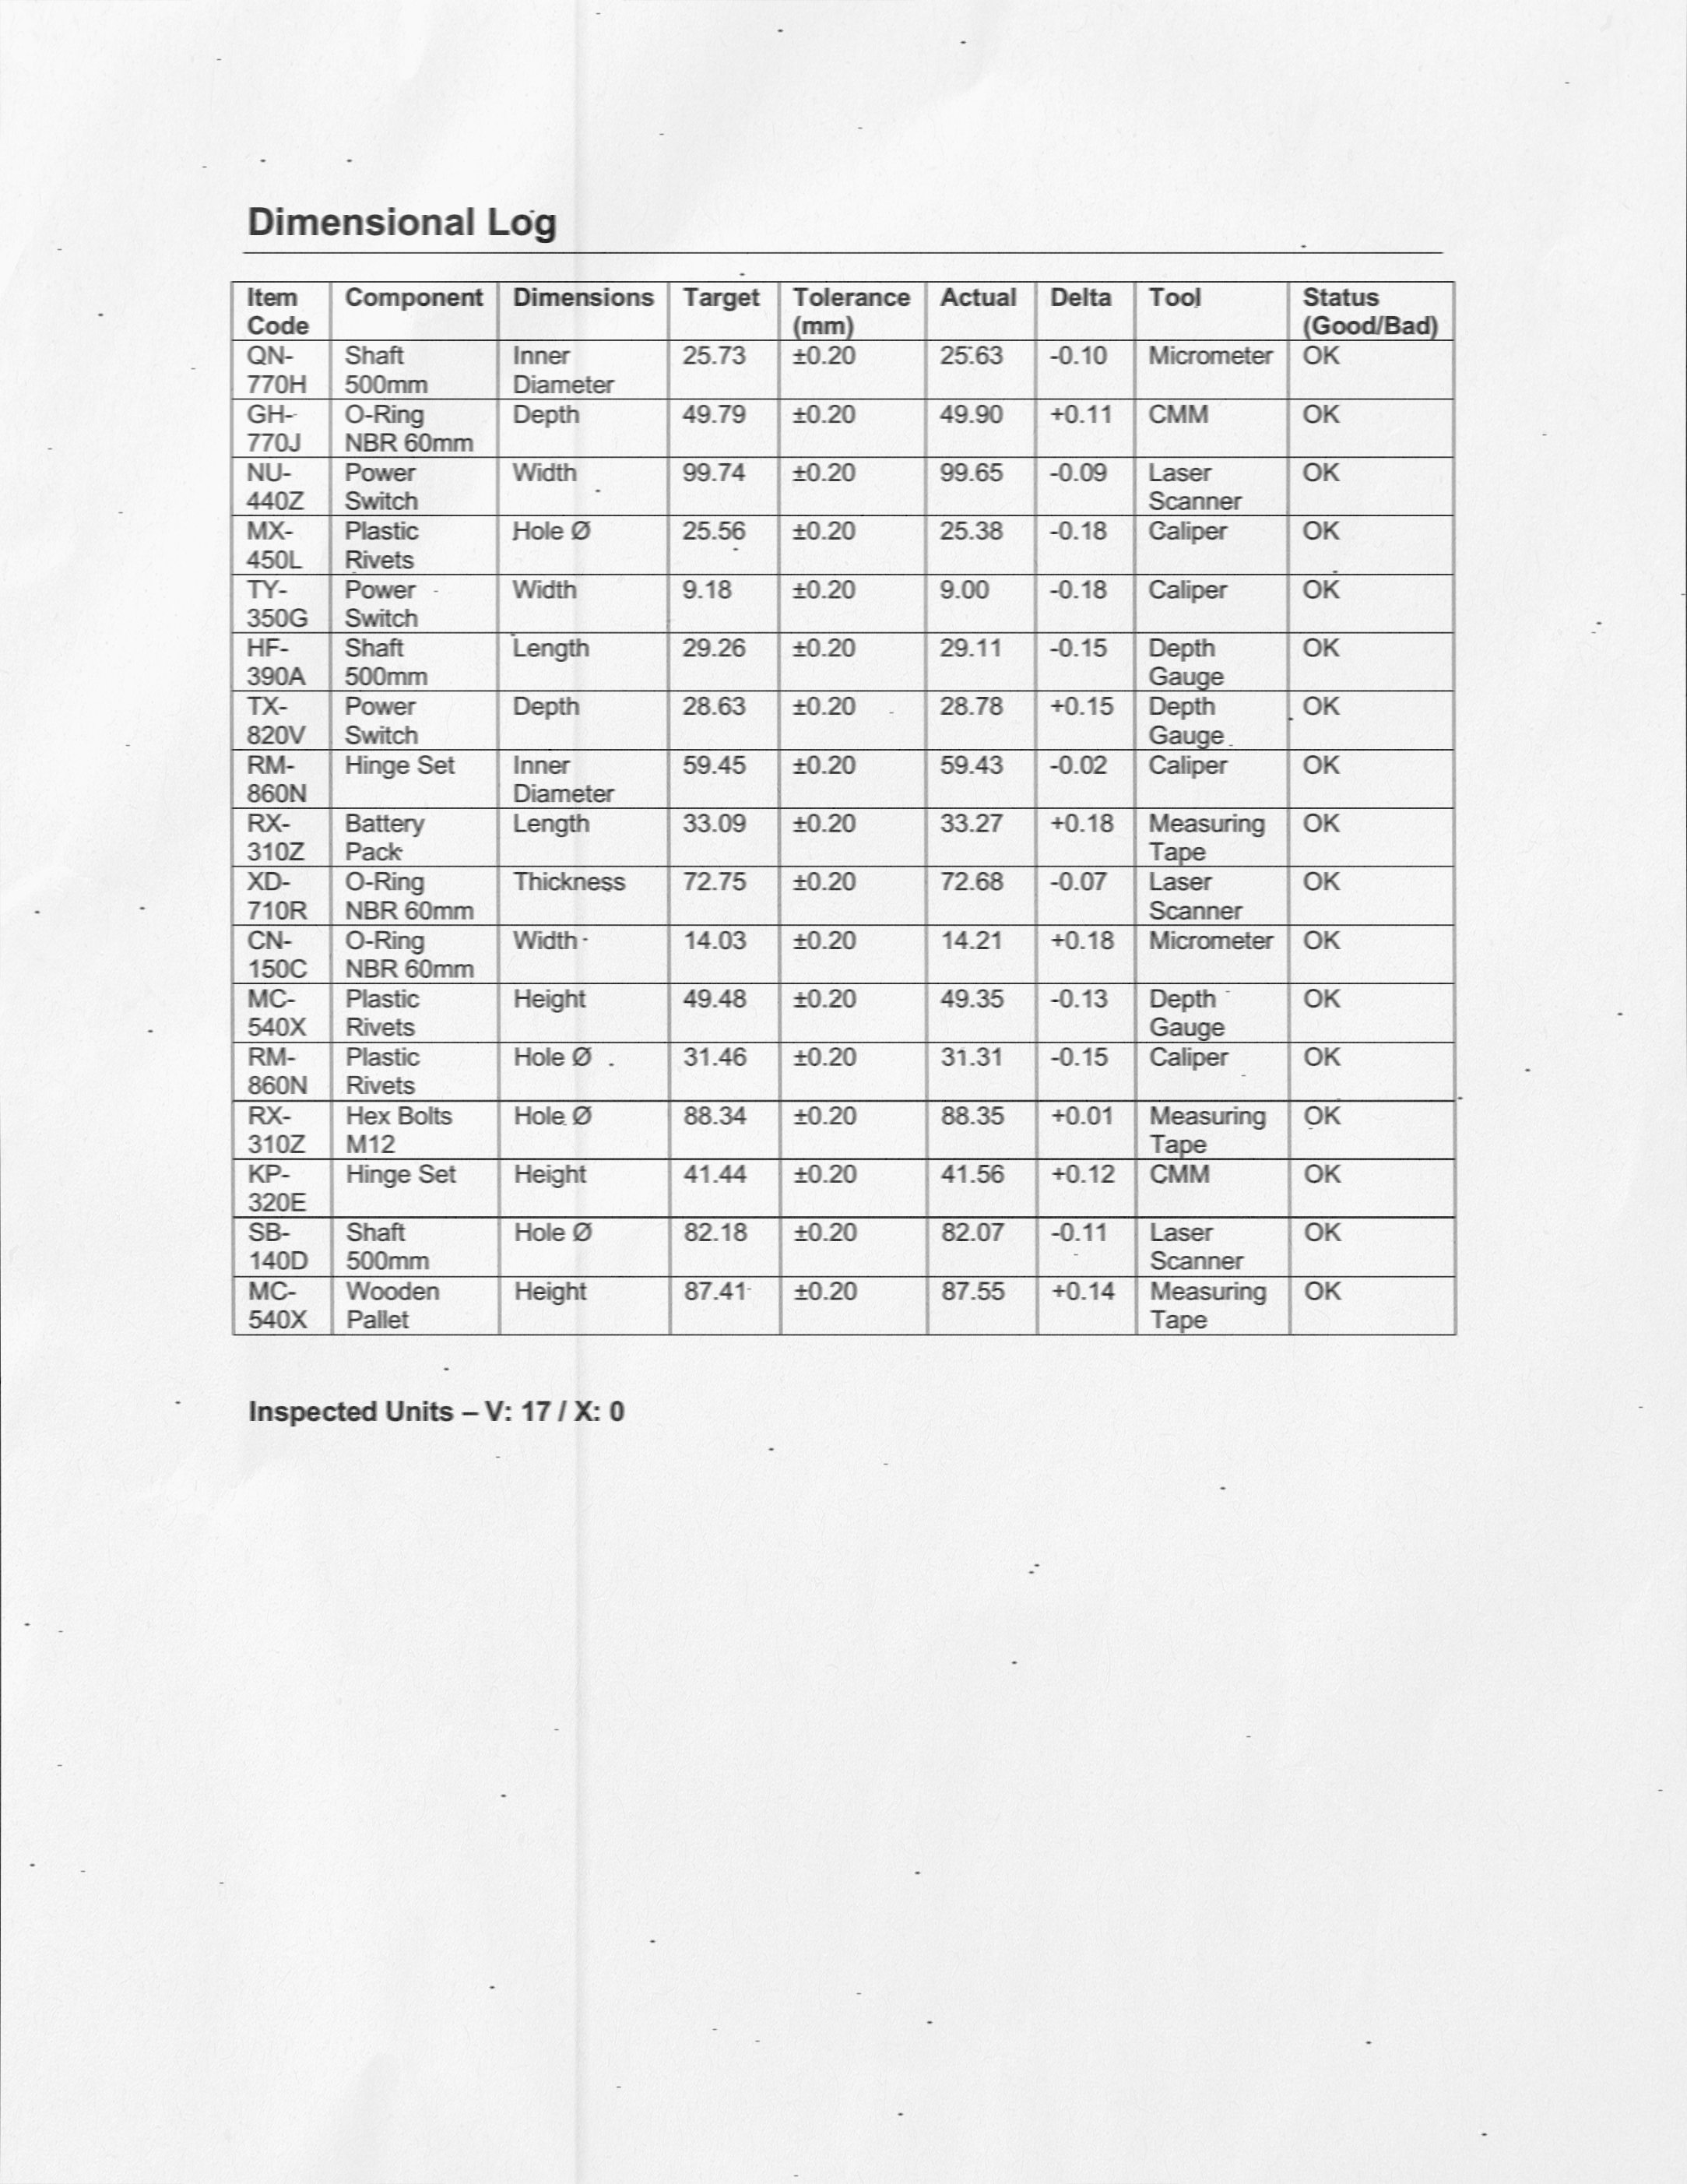 Dimensional Log
Item Code | Component | Dimensions | Target | Tolerance (mm) | Actual | Delta | Tool | Status (Good/Bad)
QN-770H | Shaft 500mm | Inner Diameter | 25.73 | ±0.20 | 25.63 | -0.10 | Micrometer | OK
GH-770J | O-Ring NBR 60mm | Depth | 49.79 | ±0.20 | 49.90 | +0.11 | CMM | OK
NU-440Z | Power Switch | Width | 99.74 | ±0.20 | 99.65 | -0.09 | Laser Scanner | OK
MX-450L | Plastic Rivets | Hole Ø | 25.56 | ±0.20 | 25.38 | -0.18 | Caliper | OK
TY-350G | Power Switch | Width | 9.18 | ±0.20 | 9.00 | -0.18 | Caliper | OK
HF-390A | Shaft 500mm | Length | 29.26 | ±0.20 | 29.11 | -0.15 | Depth Gauge | OK
TX-820V | Power Switch | Depth | 28.63 | ±0.20 | 28.78 | +0.15 | Depth Gauge | OK
RM-860N | Hinge Set | Inner Diameter | 59.45 | ±0.20 | 59.43 | -0.02 | Caliper | OK
RX-310Z | Battery Pack | Length | 33.09 | ±0.20 | 33.27 | +0.18 | Measuring Tape | OK
XD-710R | O-Ring NBR 60mm | Thickness | 72.75 | ±0.20 | 72.68 | -0.07 | Laser Scanner | OK
CN-150C | O-Ring NBR 60mm | Width | 14.03 | ±0.20 | 14.21 | +0.18 | Micrometer | OK
MC-540X | Plastic Rivets | Height | 49.48 | ±0.20 | 49.35 | -0.13 | Depth Gauge | OK
RM-860N | Plastic Rivets | Hole Ø | 31.46 | ±0.20 | 31.31 | -0.15 | Caliper | OK
RX-310Z | Hex Bolts M12 | Hole Ø | 88.34 | ±0.20 | 88.35 | +0.01 | Measuring Tape | OK
KP-320E | Hinge Set | Height | 41.44 | ±0.20 | 41.56 | +0.12 | CMM | OK
SB-140D | Shaft 500mm | Hole Ø | 82.18 | ±0.20 | 82.07 | -0.11 | Laser Scanner | OK
MC-540X | Wooden Pallet | Height | 87.41 | ±0.20 | 87.55 | +0.14 | Measuring Tape | OK
Inspected Units – V: 17 / X: 0